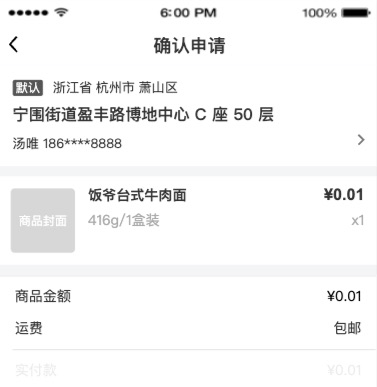 6:00 PM 100%
确认申请
默认 浙江省 杭州市 萧山区
宁围街道盈丰路博地中心 C 座 50 层
汤唯 186****8888
饭爷台式牛肉面 ¥0.01
商品封面 416g/1盒装 x1
商品金额 ¥0.01
运费 包邮
实付款 ¥0.01